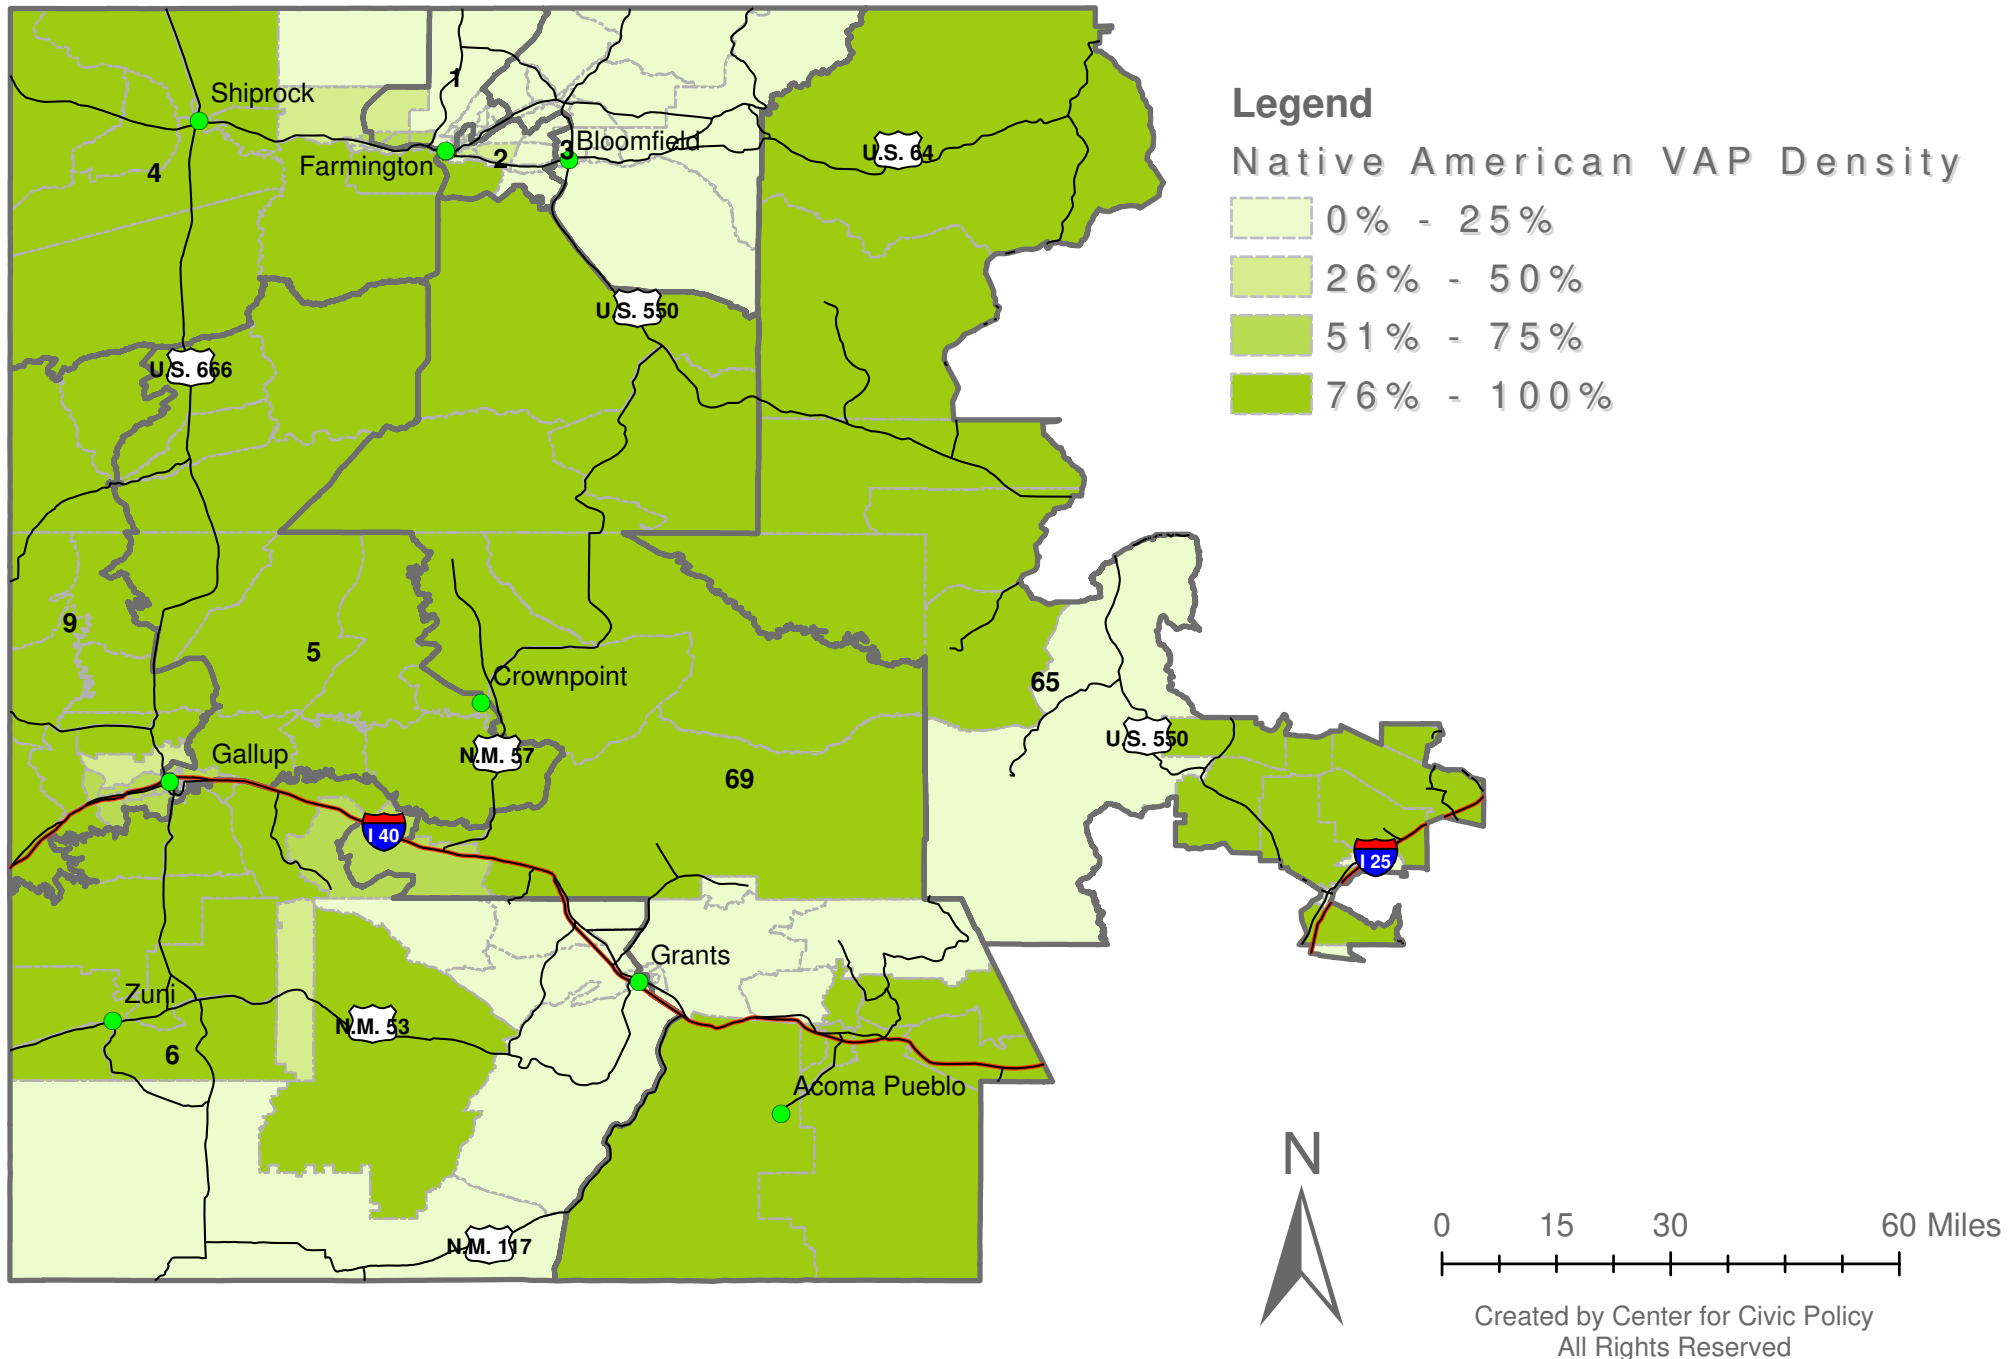 1
Shiprock
Legend
Farmington
2
3
Bloomfield
U.S. 64
Native American VAP Density
4
0% - 25%
26% - 50%
U.S. 550
51% - 75%
U.S. 666
76% - 100%
9
5
Crownpoint
65
U.S. 550
Gallup
N.M. 57
69
I 40
I 25
Grants
Zuni
N.M. 53
6
Acoma Pueblo
N
N.M. 117
0 15 30 60 Miles
Created by Center for Civic Policy
All Rights Reserved